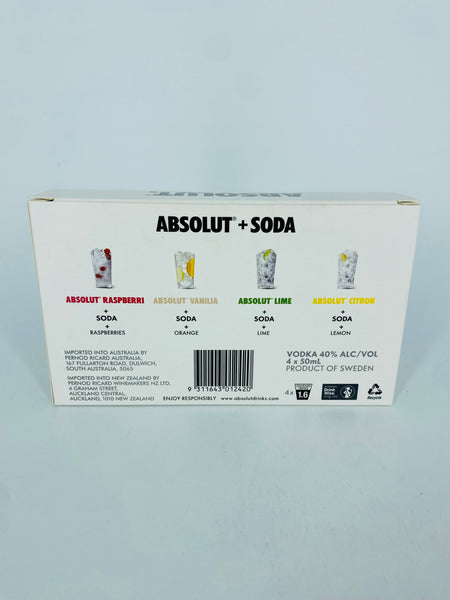 ABSOLUT
ABSOLUT® + SODA
ABSOLUT® RASPBERRI
+
SODA
+
RASPBERRIES
ABSOLUT® VANILIA
+
SODA
+
ORANGE
ABSOLUT® LIME
+
SODA
+
LIME
ABSOLUT® CITRON
+
SODA
+
LEMON
IMPORTED INTO AUSTRALIA BY
PERNOD RICARD AUSTRALIA,
167 FULLARTON ROAD, DULWICH,
SOUTH AUSTRALIA, 5065
IMPORTED INTO NEW ZEALAND BY
PERNOD RICARD WINEMAKERS NZ LTD,
4 GRAHAM STREET,
AUCKLAND CENTRAL,
AUCKLAND, 1010 NEW ZEALAND
9 311643 012420
ENJOY RESPONSIBLY www.absolutdrinks.com
VODKA 40% ALC/VOL
4 x 50mL
PRODUCT OF SWEDEN
4x
1.6
Drink
Wise
Recycle